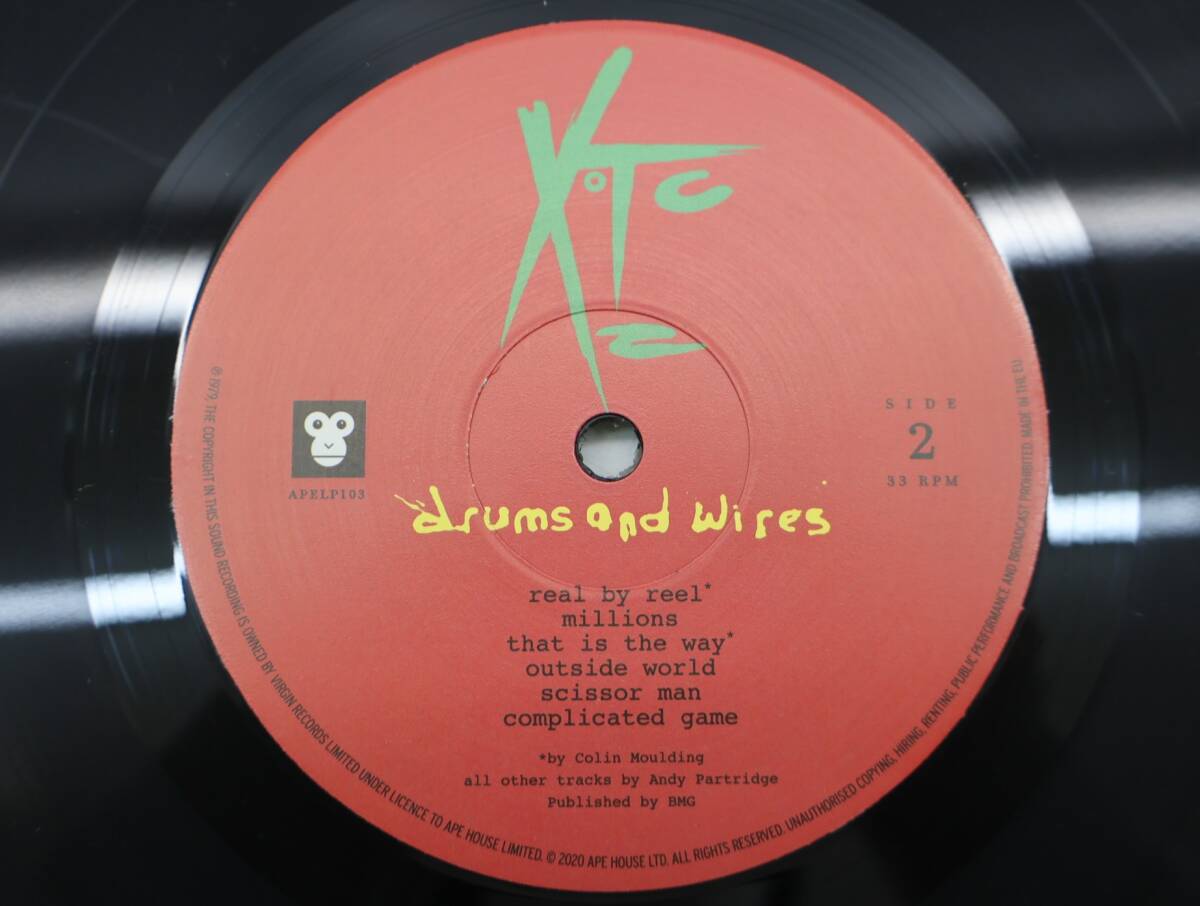 XTC
SIDE
2
33 RPM
APELP103
drums and wires
real by reel*
millions
that is the way*
outside world
scissor man
complicated game
*by Colin Moulding
all other tracks by Andy Partridge
Published by BMG
℗ 1979, THE COPYRIGHT IN THIS SOUND RECORDING IS OWNED BY VIRGIN RECORDS LIMITED UNDER LICENCE TO APE HOUSE LIMITED. © 2020 APE HOUSE LTD. ALL RIGHTS RESERVED. UNAUTHORISED COPYING, HIRING, RENTING, PUBLIC PERFORMANCE AND BROADCAST PROHIBITED. MADE IN THE EU